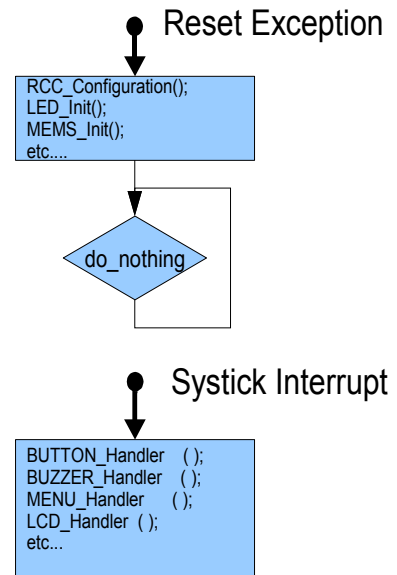 Reset Exception
RCC_Configuration();
LED_Init();
MEMS_Init();
etc....
do_nothing
Systick Interrupt
BUTTON_Handler ( );
BUZZER_Handler ( );
MENU_Handler ( );
LCD_Handler ( );
etc...